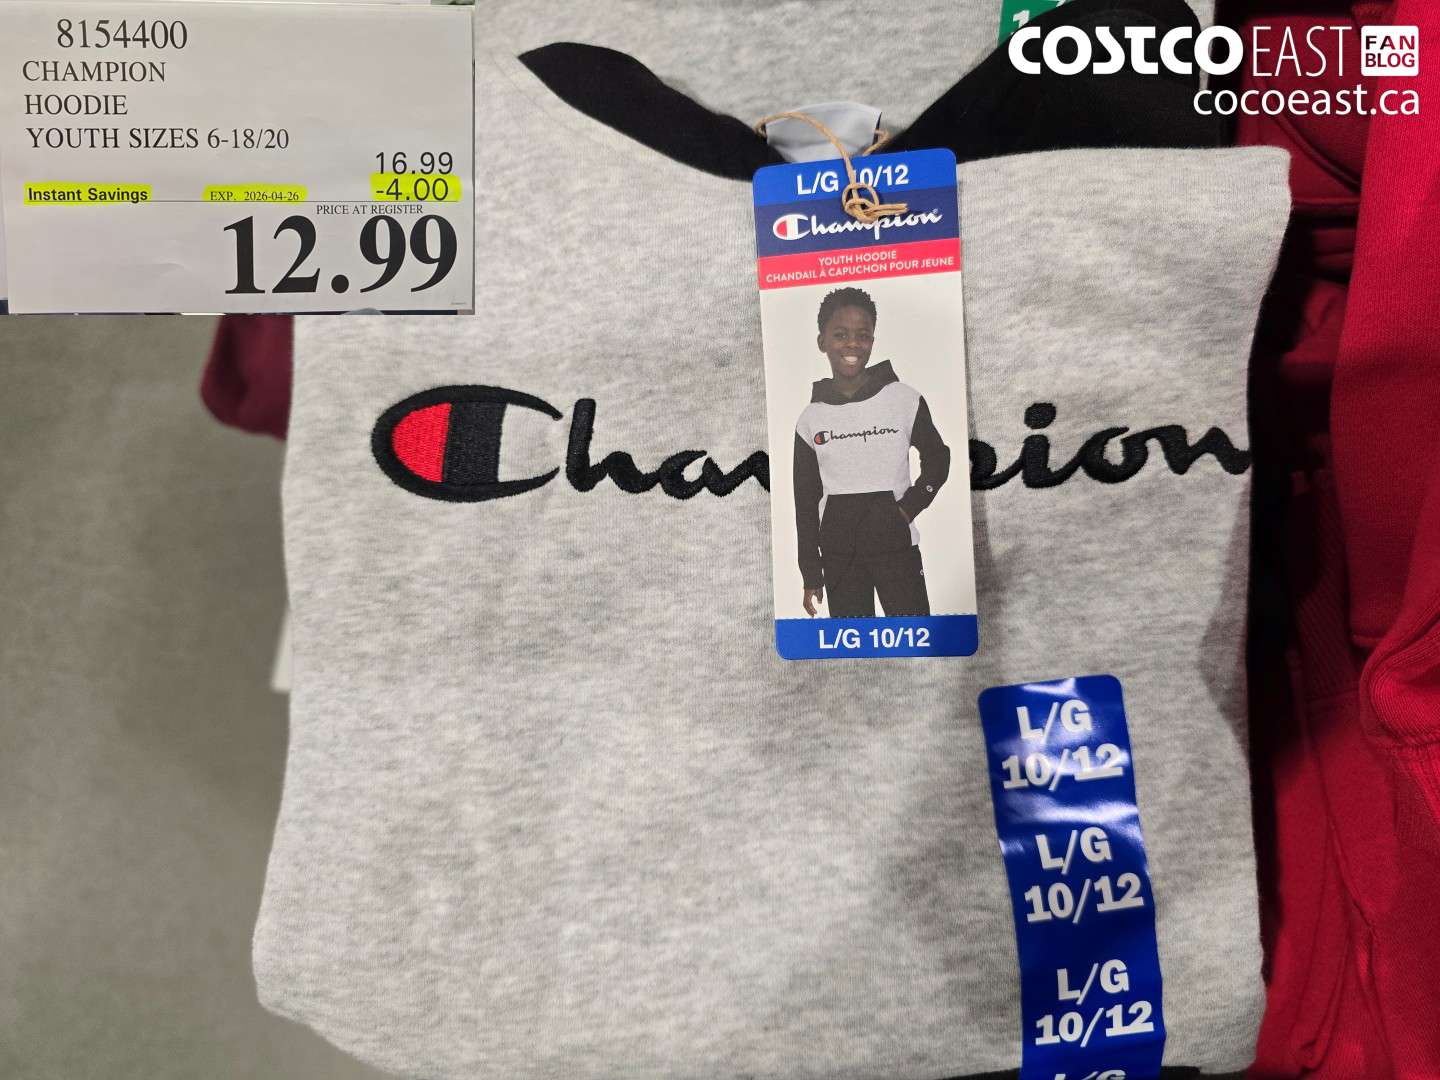 8154400
CHAMPION
HOODIE
YOUTH SIZES 6-18/20
16.99
Instant Savings EXP. 2026-04-26 -4.00
PRICE AT REGISTER
12.99
COSTCO EAST FAN BLOG
cocoeast.ca
L/G 10/12
Champion
YOUTH HOODIE
CHANDAIL À CAPUCHON POUR JEUNE
Champion
L/G 10/12
Champion
L/G
10/12
L/G
10/12
L/G
10/12
L/G